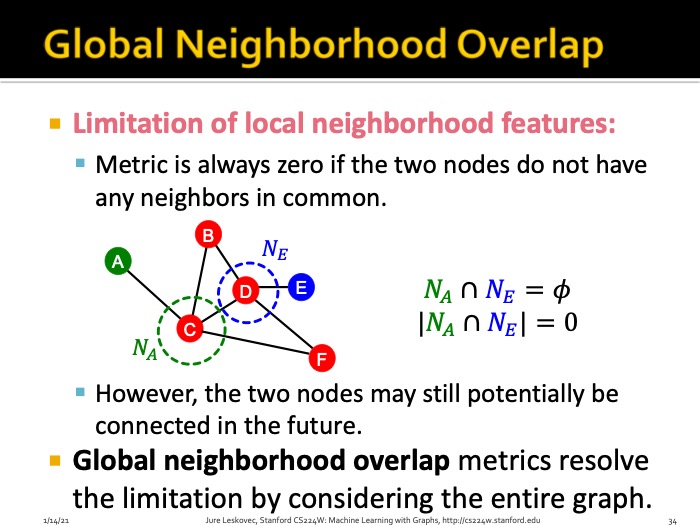 Global Neighborhood Overlap
Limitation of local neighborhood features:
Metric is always zero if the two nodes do not have
any neighbors in common.
B
N_E
A
D
E
N_A ∩ N_E = ϕ
|N_A ∩ N_E| = 0
C
N_A
F
However, the two nodes may still potentially be
connected in the future.
Global neighborhood overlap metrics resolve
the limitation by considering the entire graph.
1/14/21
Jure Leskovec, Stanford CS224W: Machine Learning with Graphs, http://cs224w.stanford.edu
34